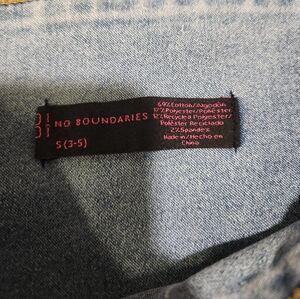 NO BOUNDARIES
S (3-5)
69% Cotton/Algodón
17% Polyester/Poliéster
12% Recycled Polyester/
Poliéster Reciclado
2% Spandex
Made in/Hecho en
China